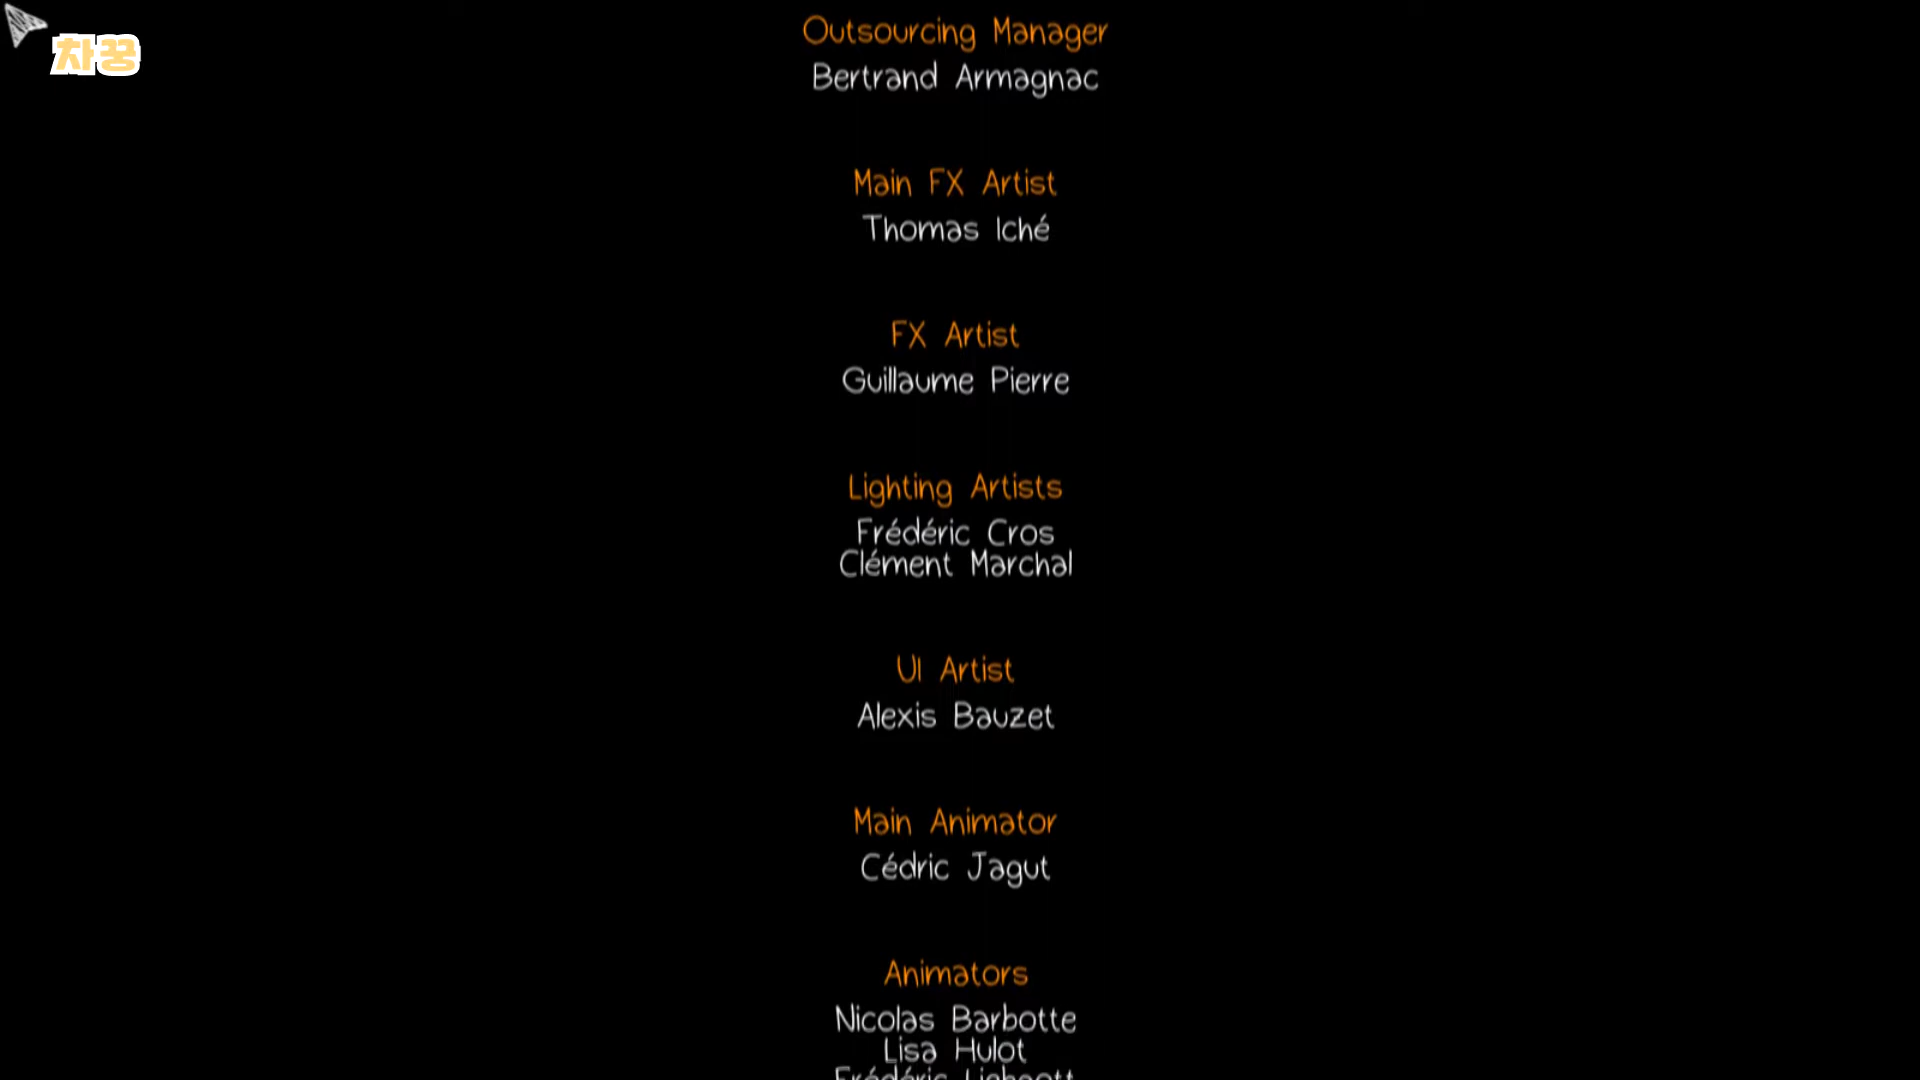 차꿍
Outsourcing Manager
Bertrand Armagnac
Main FX Artist
Thomas Iché
FX Artist
Guillaume Pierre
Lighting Artists
Frédéric Cros
Clément Marchal
UI Artist
Alexis Bauzet
Main Animator
Cédric Jagut
Animators
Nicolas Barbotte
Lisa Hulot
Frédéric